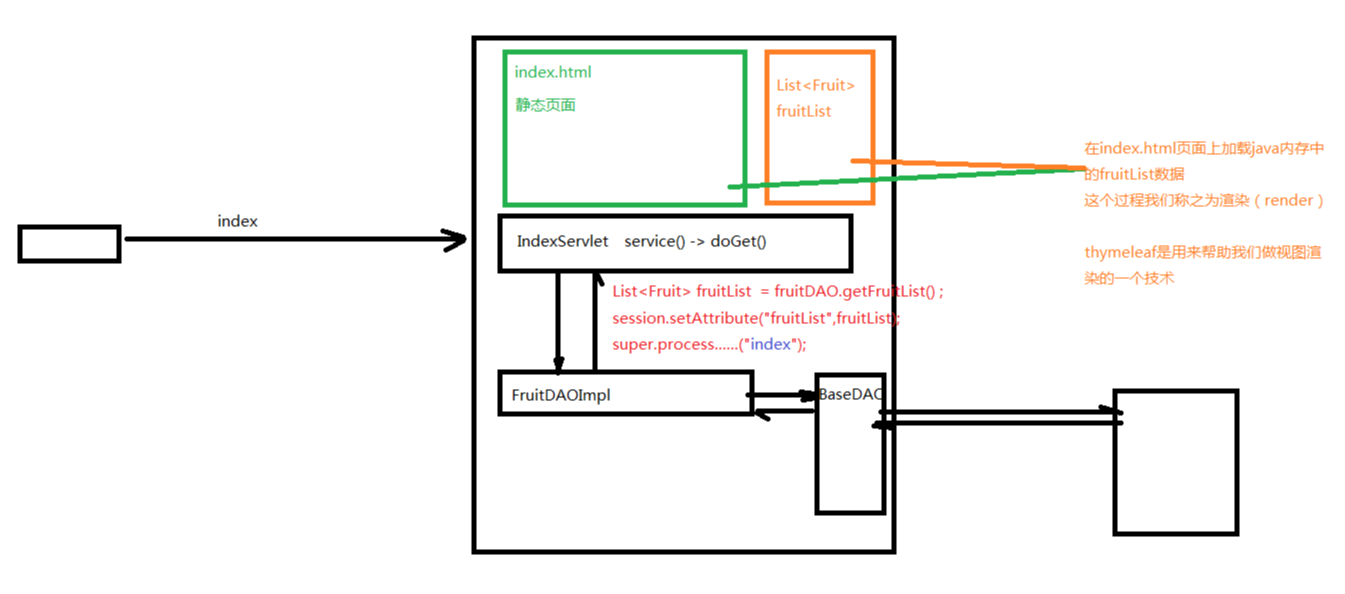 index.html
静态页面
List<Fruit>
fruitList
在index.html页面上加载java内存中
的fruitList数据
这个过程我们称之为渲染（render）
thymeleaf是用来帮助我们做视图渲
染的一个技术
index
IndexServlet service() -> doGet()
List<Fruit> fruitList = fruitDAO.getFruitList() ;
session.setAttribute("fruitList",fruitList);
super.process......("index");
FruitDAOImpl
BaseDAO